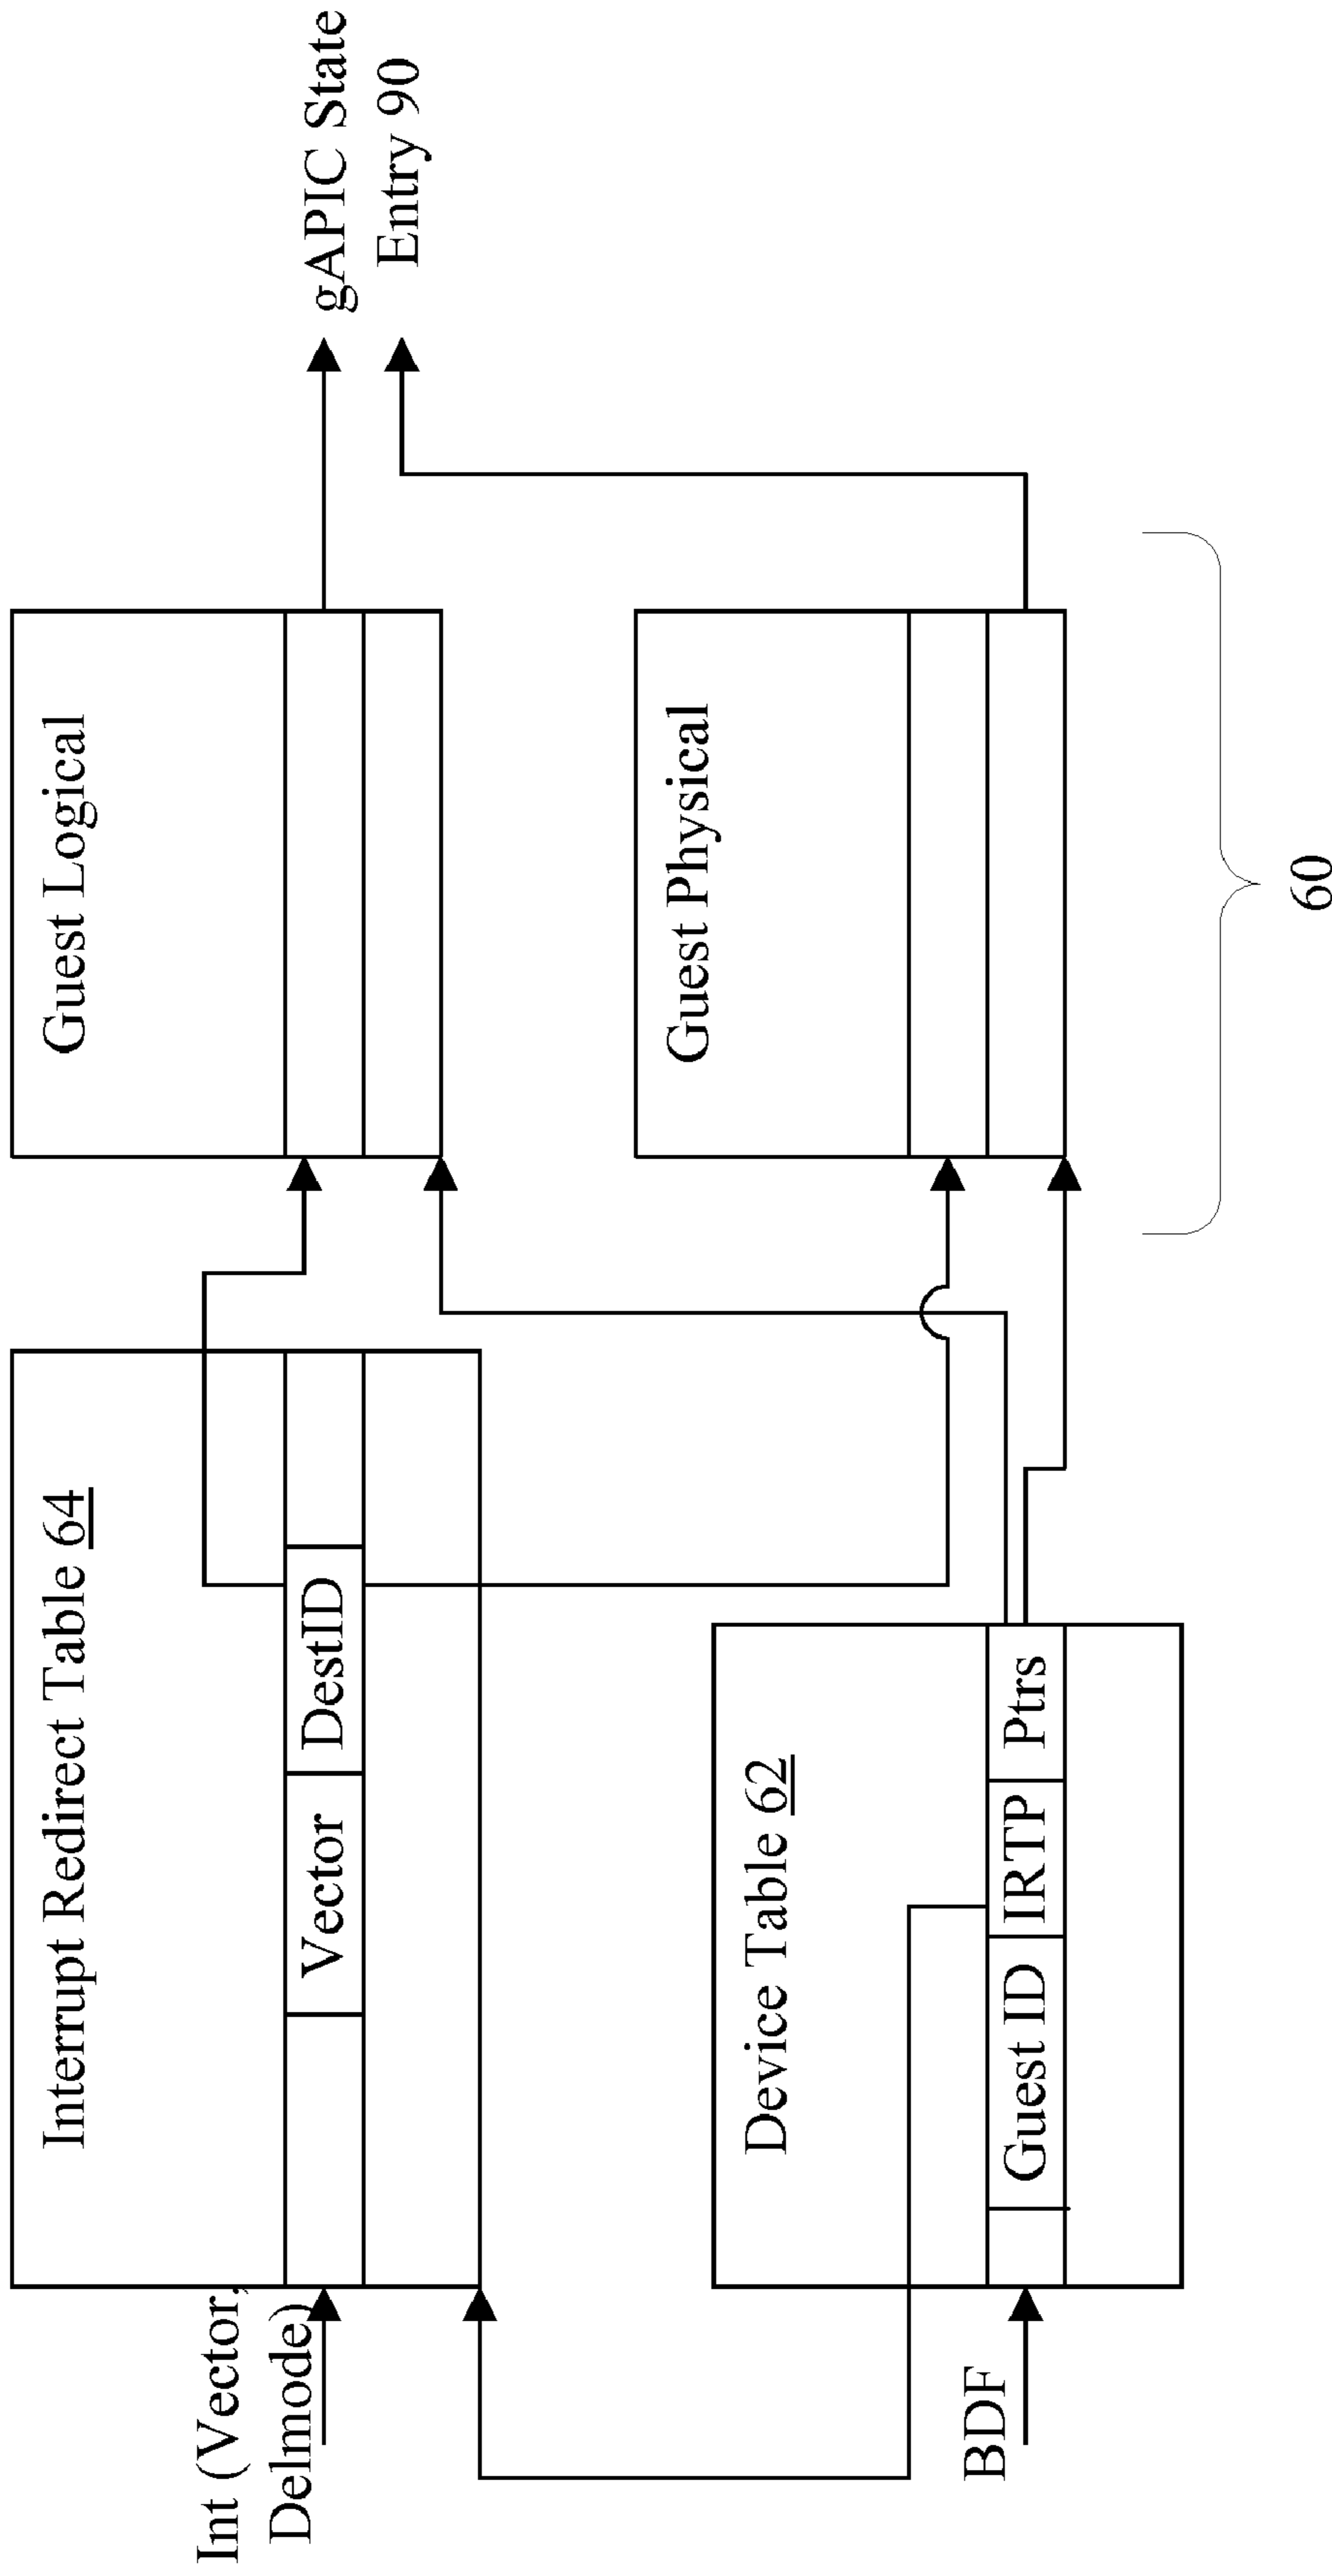 Int (Vector,
Delmode)
Interrupt Redirect Table 64
Vector
DestID
Guest Logical
gAPIC State
Entry 90
BDF
Device Table 62
Guest ID
IRTP
Ptrs
Guest Physical
60